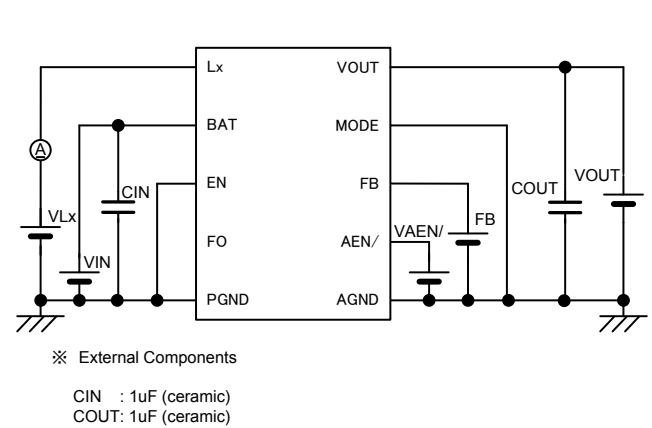 Lx VOUT
BAT MODE
A
EN FB
CIN COUT VOUT
VLx FB
FO AEN/ VAEN/
VIN
PGND AGND
※ External Components
CIN : 1uF (ceramic)
COUT: 1uF (ceramic)